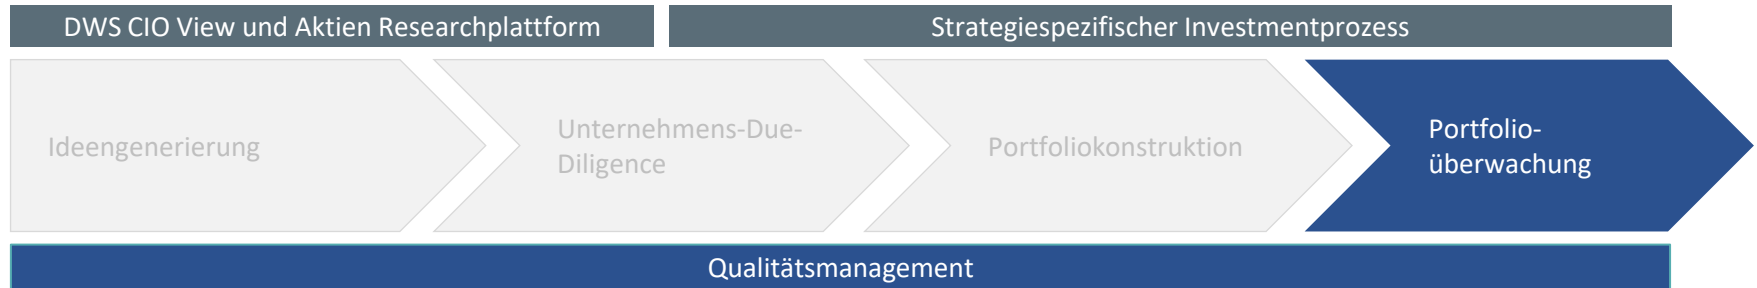 DWS CIO View und Aktien Researchplattform
Strategiespezifischer Investmentprozess
Ideengenerierung
Unternehmens-Due-
Diligence
Portfoliokonstruktion
Portfolio-
überwachung
Qualitätsmanagement